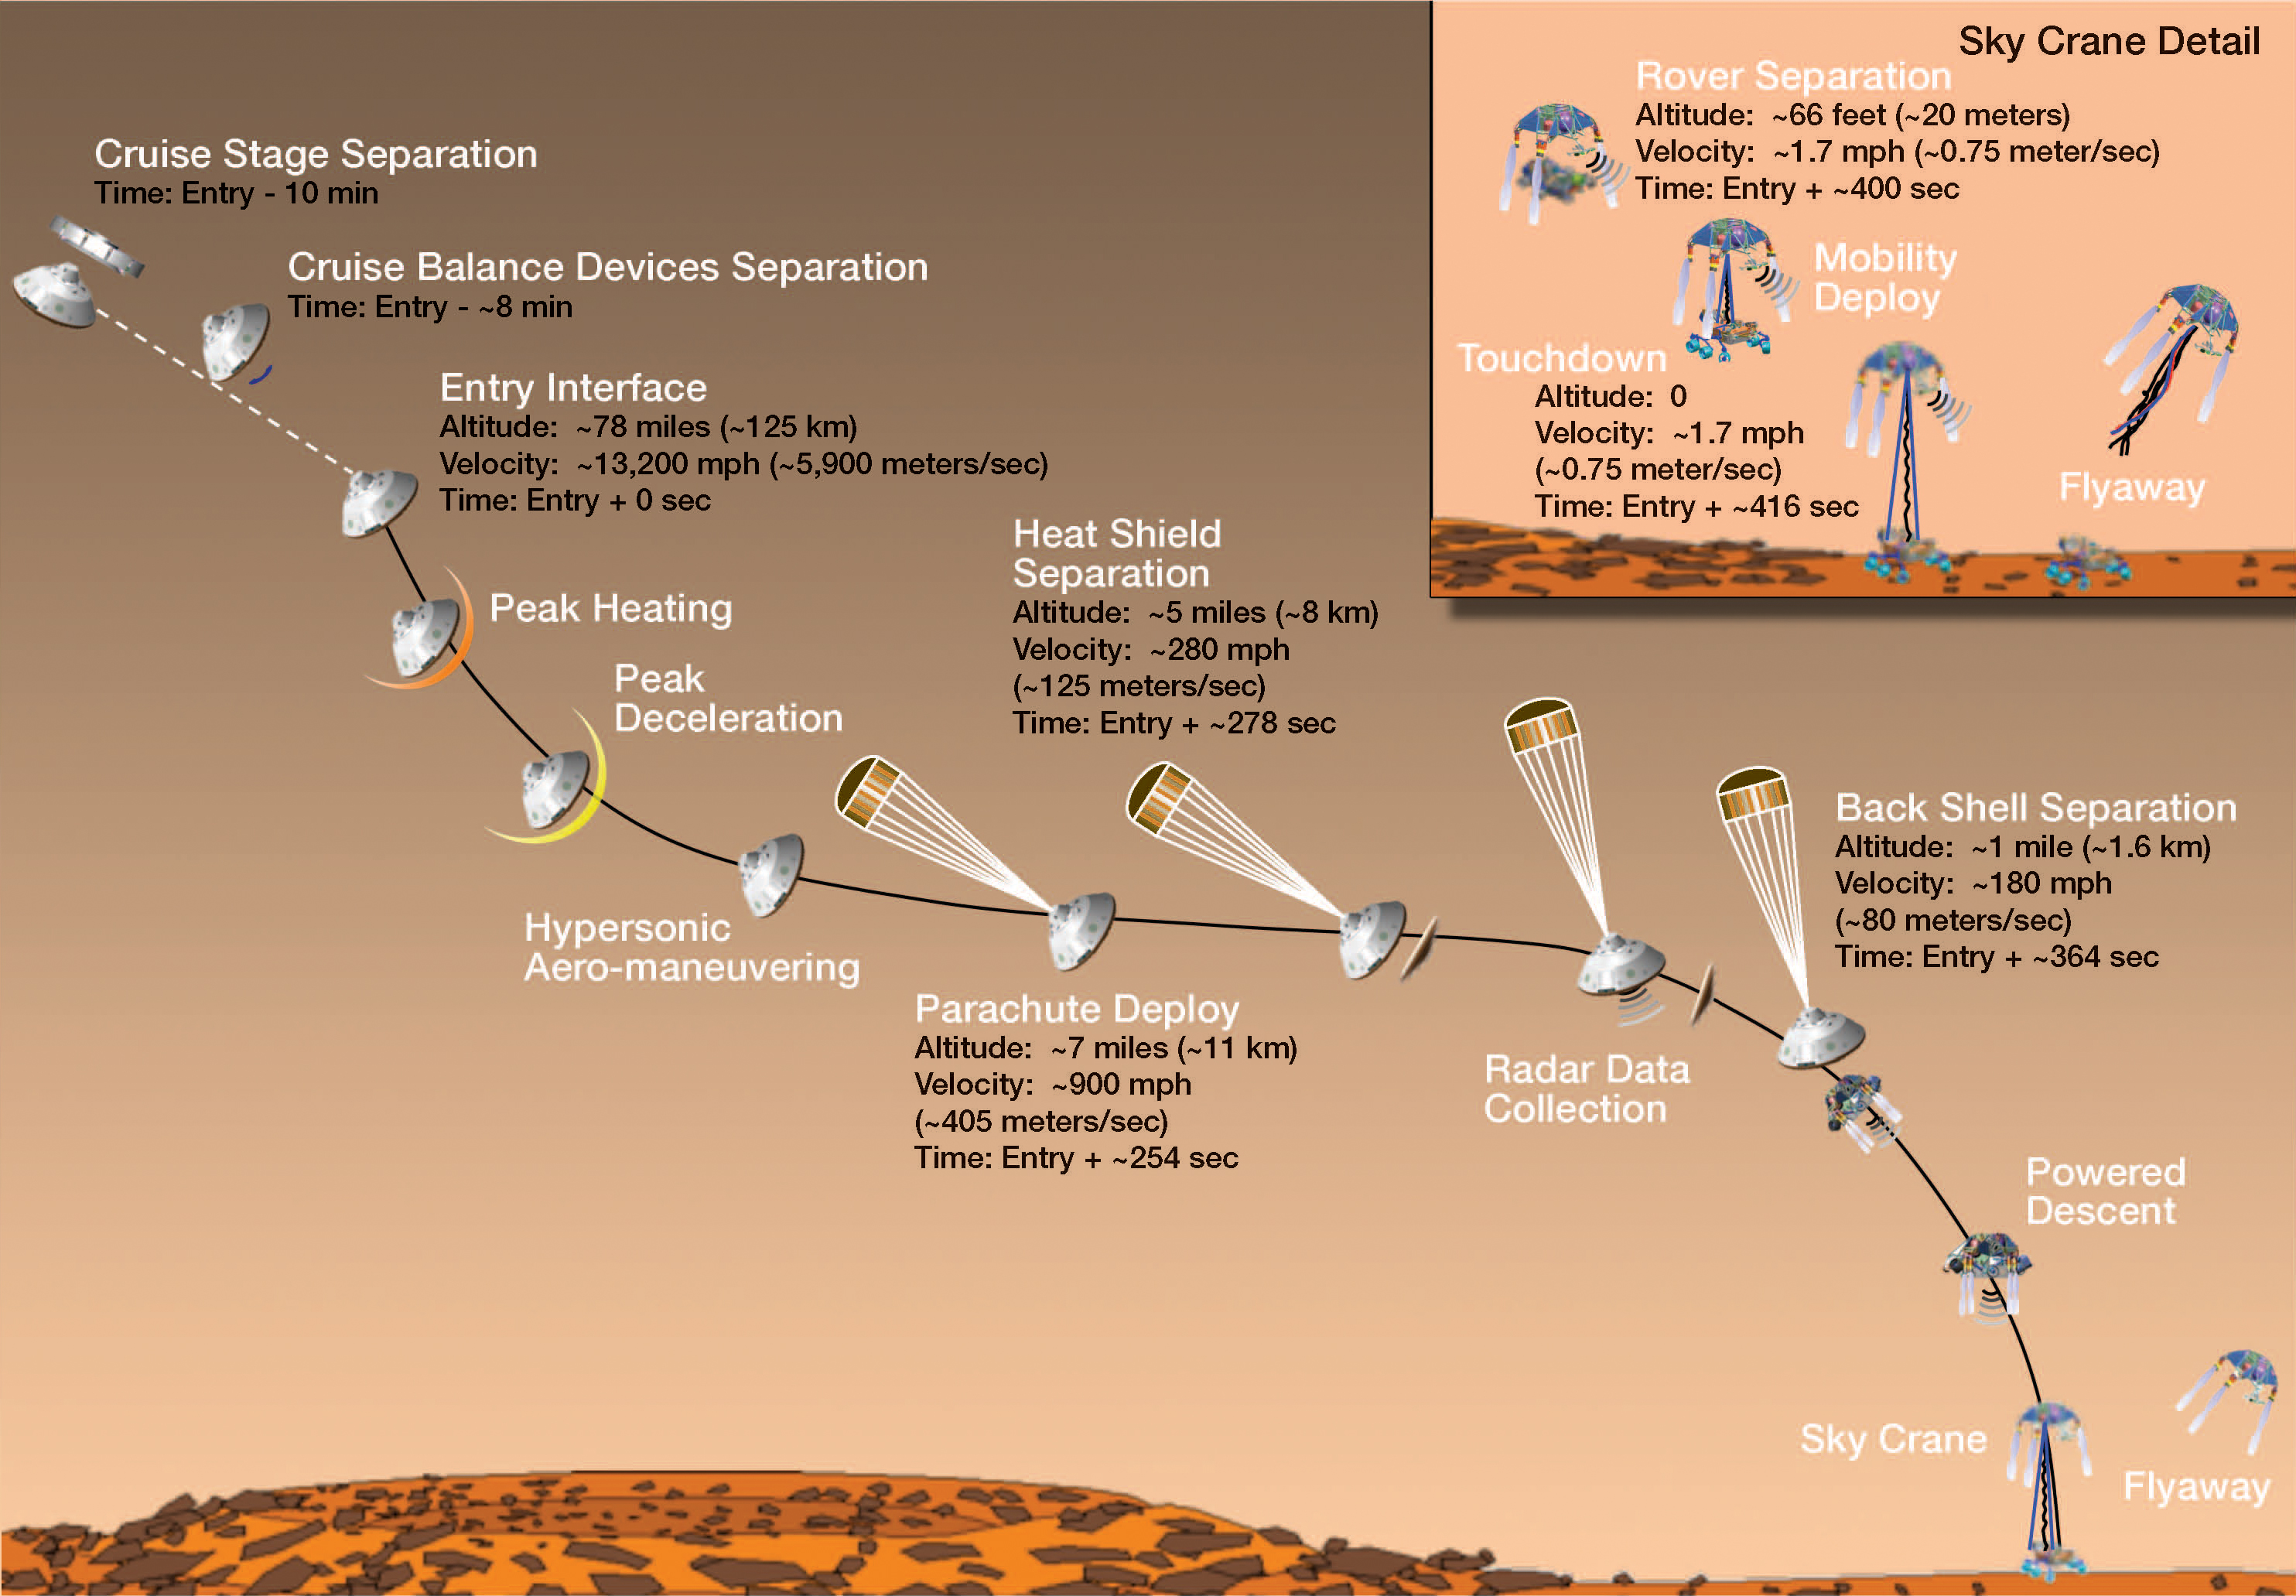 Cruise Stage Separation
Time: Entry - 10 min
Cruise Balance Devices Separation
Time: Entry - ~8 min
Entry Interface
Altitude: ~78 miles (~125 km)
Velocity: ~13,200 mph (~5,900 meters/sec)
Time: Entry + 0 sec
Peak Heating
Peak
Deceleration
Hypersonic
Aero-maneuvering
Parachute Deploy
Altitude: ~7 miles (~11 km)
Velocity: ~900 mph
(~405 meters/sec)
Time: Entry + ~254 sec
Heat Shield
Separation
Altitude: ~5 miles (~8 km)
Velocity: ~280 mph
(~125 meters/sec)
Time: Entry + ~278 sec
Radar Data
Collection
Back Shell Separation
Altitude: ~1 mile (~1.6 km)
Velocity: ~180 mph
(~80 meters/sec)
Time: Entry + ~364 sec
Powered
Descent
Sky Crane
Flyaway
Sky Crane Detail
Rover Separation
Altitude: ~66 feet (~20 meters)
Velocity: ~1.7 mph (~0.75 meter/sec)
Time: Entry + ~400 sec
Mobility
Deploy
Touchdown
Altitude: 0
Velocity: ~1.7 mph
(~0.75 meter/sec)
Time: Entry + ~416 sec
Flyaway